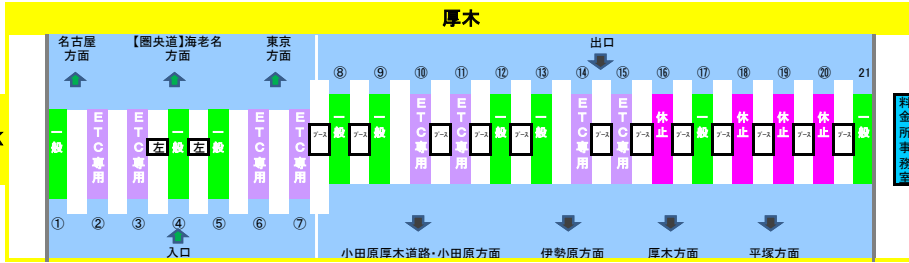 厚木
名古屋
方面
【圏央道】海老名
方面
東京
方面
出口
⑧ ⑨ ⑩ ⑪ ⑫ ⑬ ⑭ ⑮ ⑯ ⑰ ⑱ ⑲ ⑳ 21
一般
ETC専用
ETC専用
左
一般
左
一般
ETC専用
ETC専用
ブース
一般
ブース
一般
ETC専用
ブース
ETC専用
ブース
一般
ブース
一般
ETC専用
ブース
ETC専用
ブース
休止
ブース
一般
ブース
休止
ブース
休止
ブース
休止
ブース
一般
料金所事務室
① ② ③ ④ ⑤ ⑥ ⑦
入口
小田原厚木道路・小田原方面
伊勢原方面
厚木方面
平塚方面